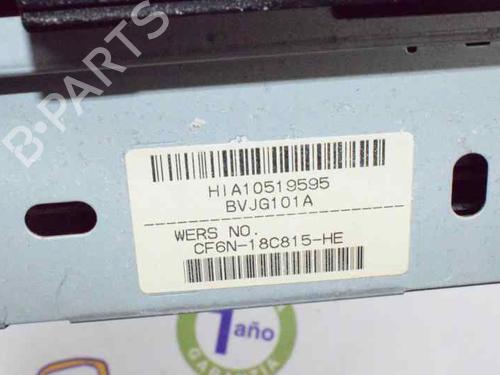 B-PARTS
HIA10519595
BVJG101A
WERS NO.
CF6N-18C815-HE
1
año
GARANTIA